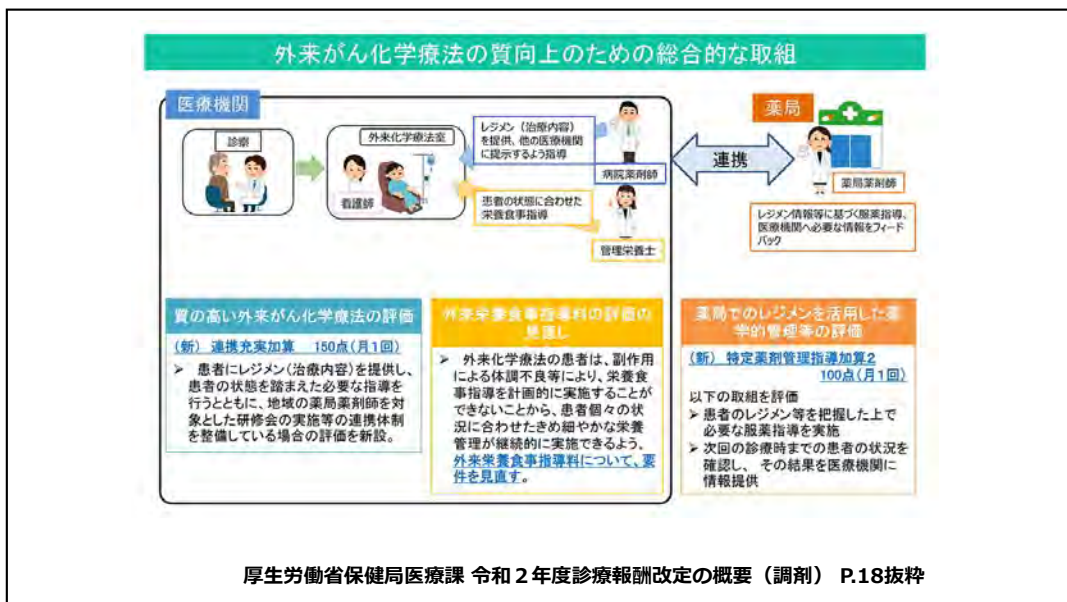 外来がん化学療法の質向上のための総合的な取組
医療機関
診察
外来化学療法室
看護師
レジメン（治療内容）
を提供、他の医療機関
に提示するよう指導
病院薬剤師
患者の状態に合わせた
栄養食事指導
管理栄養士
連携
薬局
薬局薬剤師
レジメン情報等に基づく服薬指導、
医療機関へ必要な情報をフィード
バック
質の高い外来がん化学療法の評価
（新） 連携充実加算 150点（月1回）
➢ 患者にレジメン（治療内容）を提供し、
患者の状態を踏まえた必要な指導を
行うとともに、地域の薬局薬剤師を対
象とした研修会の実施等の連携体制
を整備している場合の評価を新設。
外来栄養食事指導料の評価の
見直し
➢ 外来化学療法の患者は、副作用
による体調不良等により、栄養食
事指導を計画的に実施することが
できないことから、患者個々の状
況に合わせたきめ細やかな栄養
管理が継続的に実施できるよう。
外来栄養食事指導料について、要
件を見直す。
薬局でのレジメンを活用した薬
学的管理等の評価
（新） 特定薬剤管理指導加算2
100点（月1回）
以下の取組を評価
➢ 患者のレジメン等を把握した上で
必要な服薬指導を実施
➢ 次回の診療時までの患者の状況を
確認し、その結果を医療機関に
情報提供
厚生労働省保健局医療課 令和２年度診療報酬改定の概要（調剤） P.18抜粋